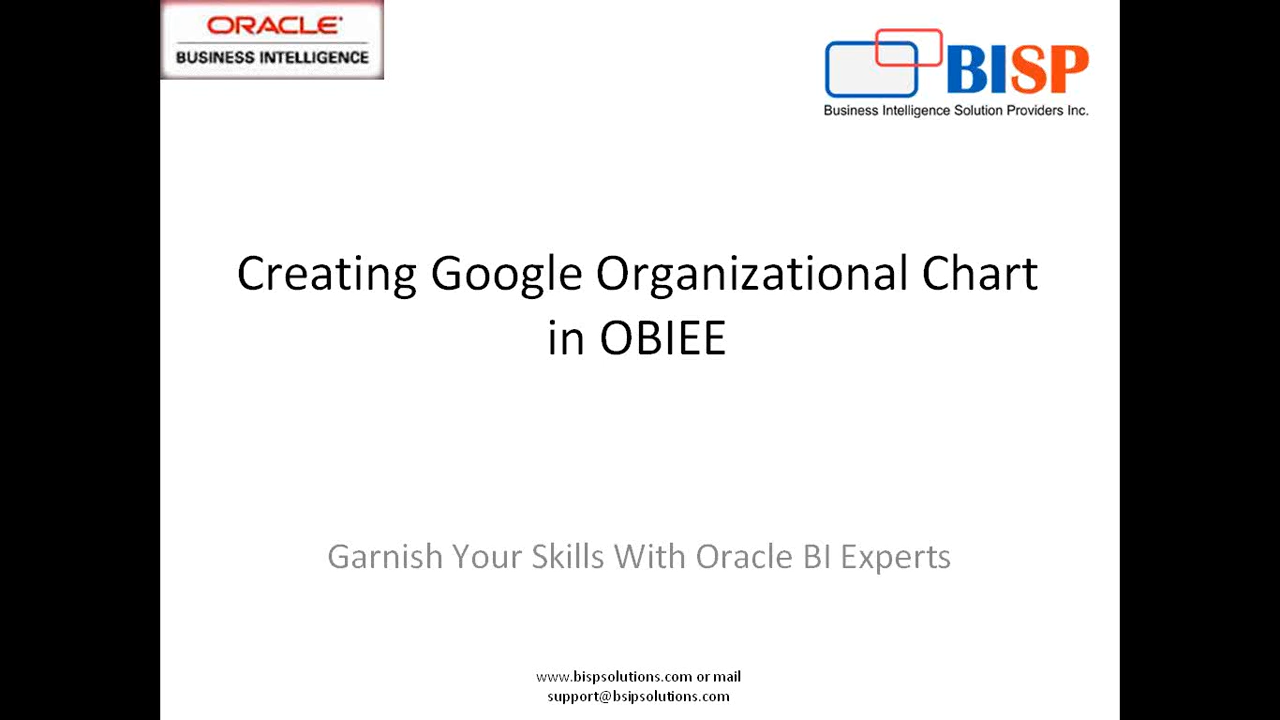 ORACLE
BUSINESS INTELLIGENCE
BISP
Business Intelligence Solution Providers Inc.
Creating Google Organizational Chart
in OBIEE
Garnish Your Skills With Oracle BI Experts
www.bispsolutions.com or mail
support@bsipsolutions.com